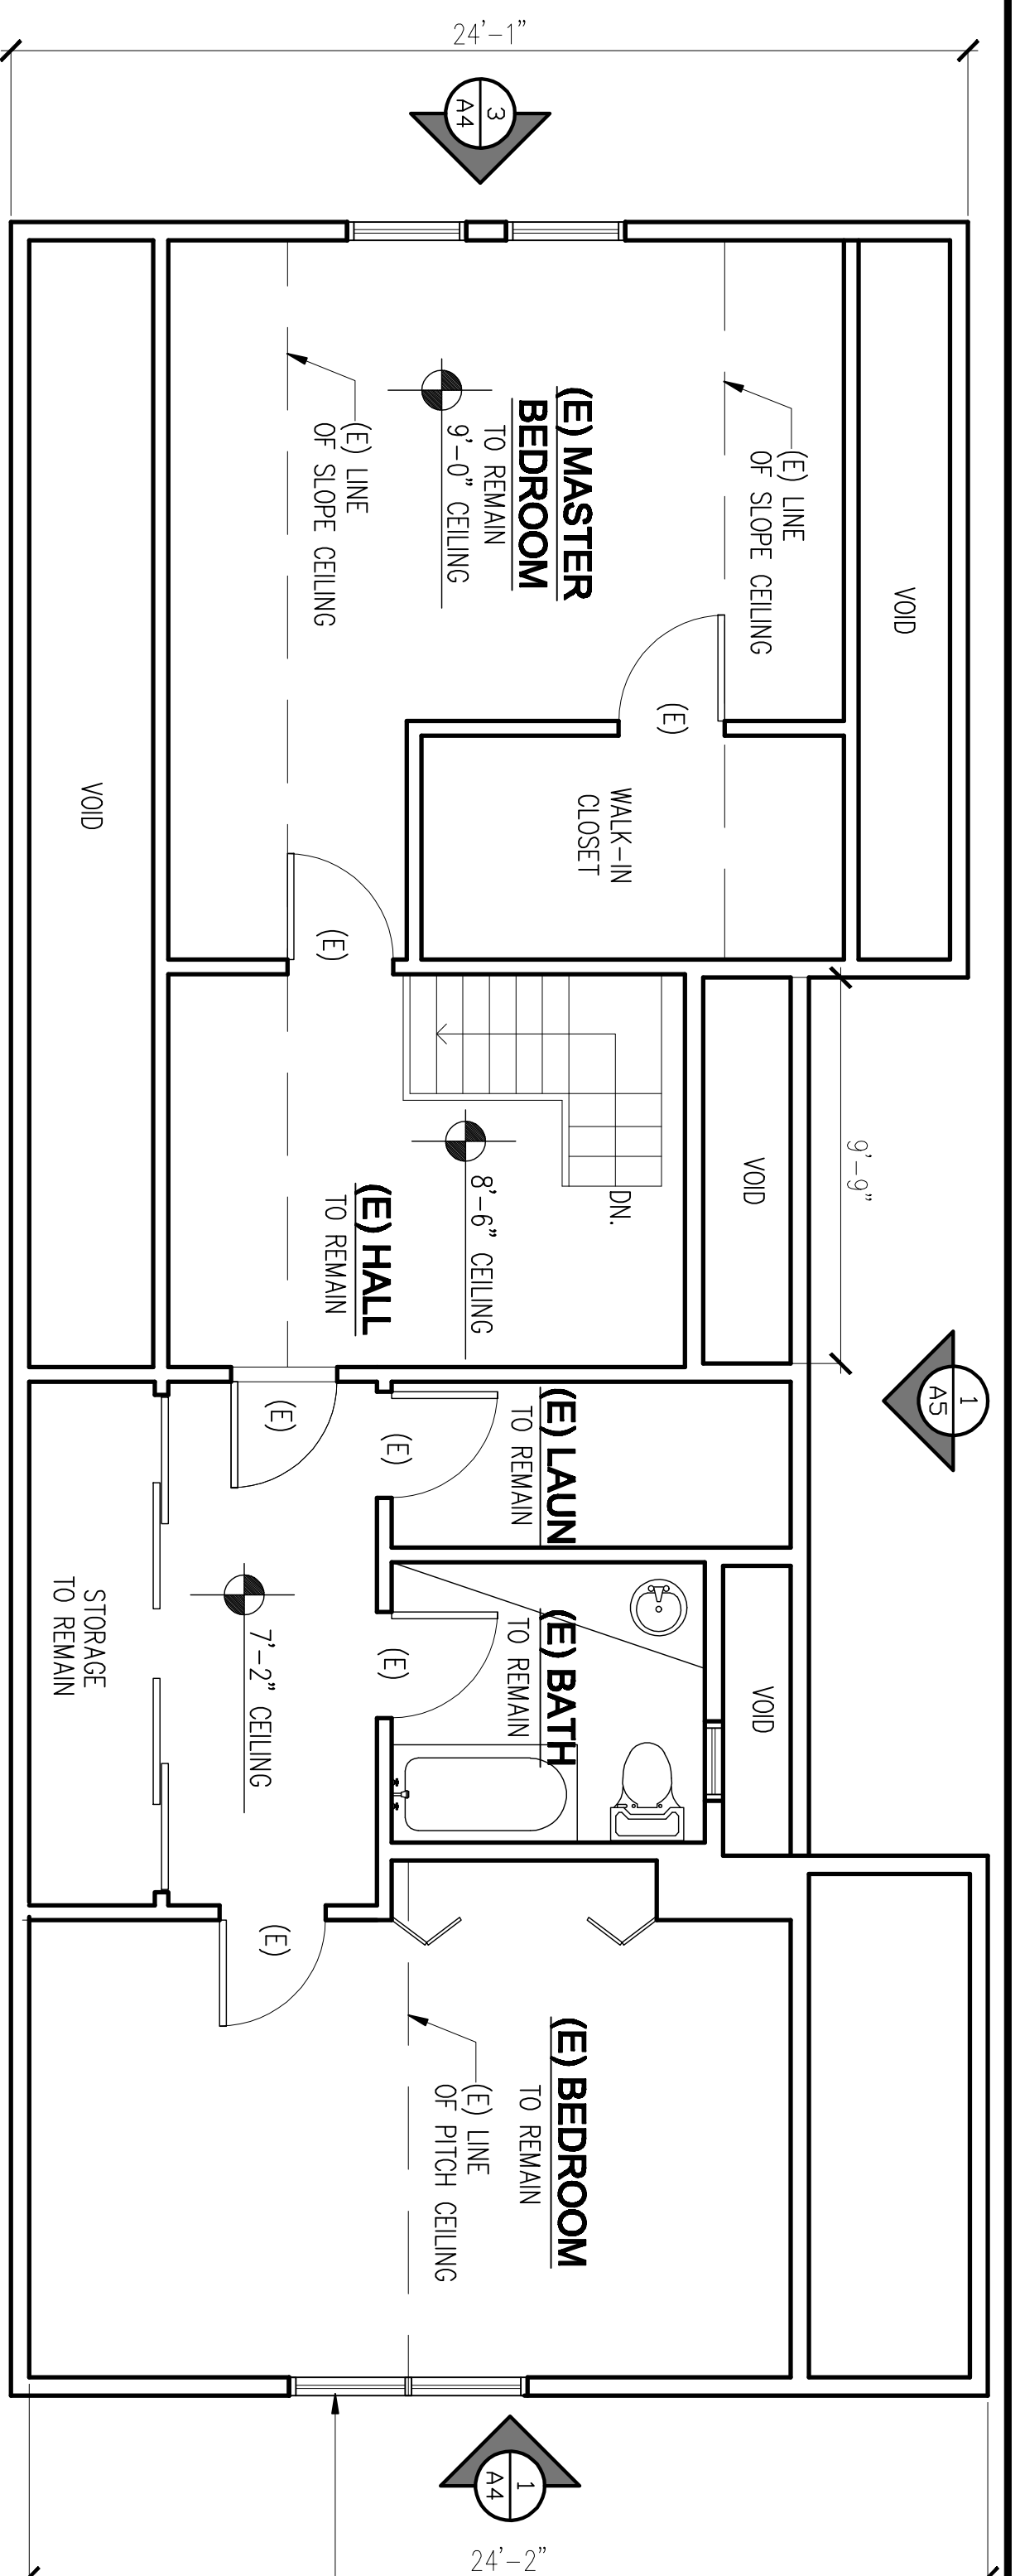 24'-1"
3
A4
(E) MASTER
BEDROOM
TO REMAIN
9'-0" CEILING
(E) LINE
OF SLOPE CEILING
(E) LINE
OF SLOPE CEILING
VOID
VOID
(E)
WALK-IN
CLOSET
(E)
9'-9"
VOID
DN.
8'-6" CEILING
(E) HALL
TO REMAIN
1
A5
(E) LAUN
TO REMAIN
(E)
(E)
VOID
(E) BATH
TO REMAIN
(E)
7'-2" CEILING
STORAGE
TO REMAIN
(E)
(E) BEDROOM
TO REMAIN
(E) LINE
OF PITCH CEILING
1
A4
24'-2"